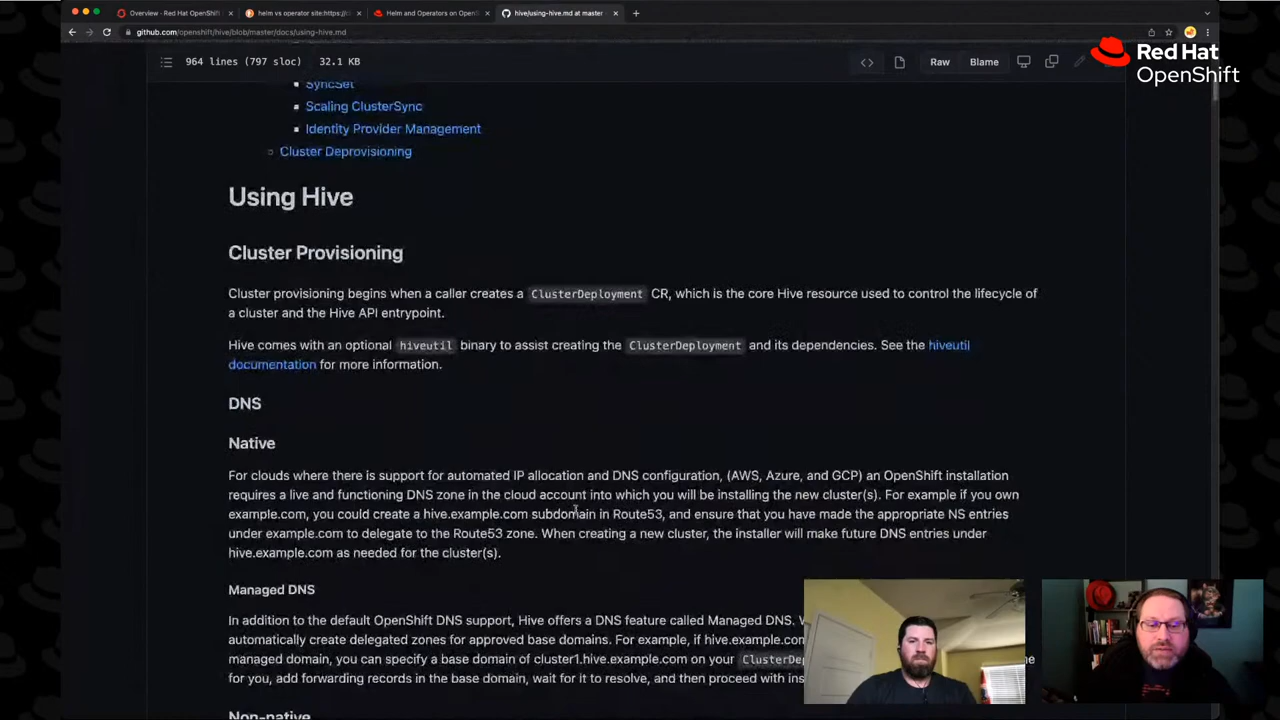 Overview - Red Hat OpenShift
helm vs operator site:https://c
Helm and Operators on Open
hive/using-hive.md at master
github.com/openshift/hive/blob/master/docs/using-hive.md
Red Hat
OpenShift
964 lines (797 sloc) 32.1 KB
Raw
Blame
SyncSet
Scaling ClusterSync
Identity Provider Management
Cluster Deprovisioning
Using Hive
Cluster Provisioning
Cluster provisioning begins when a caller creates a ClusterDeployment CR, which is the core Hive resource used to control the lifecycle of
a cluster and the Hive API entrypoint.
Hive comes with an optional hiveutil binary to assist creating the ClusterDeployment and its dependencies. See the hiveutil
documentation for more information.
DNS
Native
For clouds where there is support for automated IP allocation and DNS configuration, (AWS, Azure, and GCP) an OpenShift installation
requires a live and functioning DNS zone in the cloud account into which you will be installing the new cluster(s). For example if you own
example.com, you could create a hive.example.com subdomain in Route53, and ensure that you have made the appropriate NS entries
under example.com to delegate to the Route53 zone. When creating a new cluster, the installer will make future DNS entries under
hive.example.com as needed for the cluster(s).
Managed DNS
In addition to the default OpenShift DNS support, Hive offers a DNS feature called Managed DNS.
automatically create delegated zones for approved base domains. For example, if hive.example.com
managed domain, you can specify a base domain of cluster1.hive.example.com on your ClusterDep
for you, add forwarding records in the base domain, wait for it to resolve, and then proceed with
Non-native